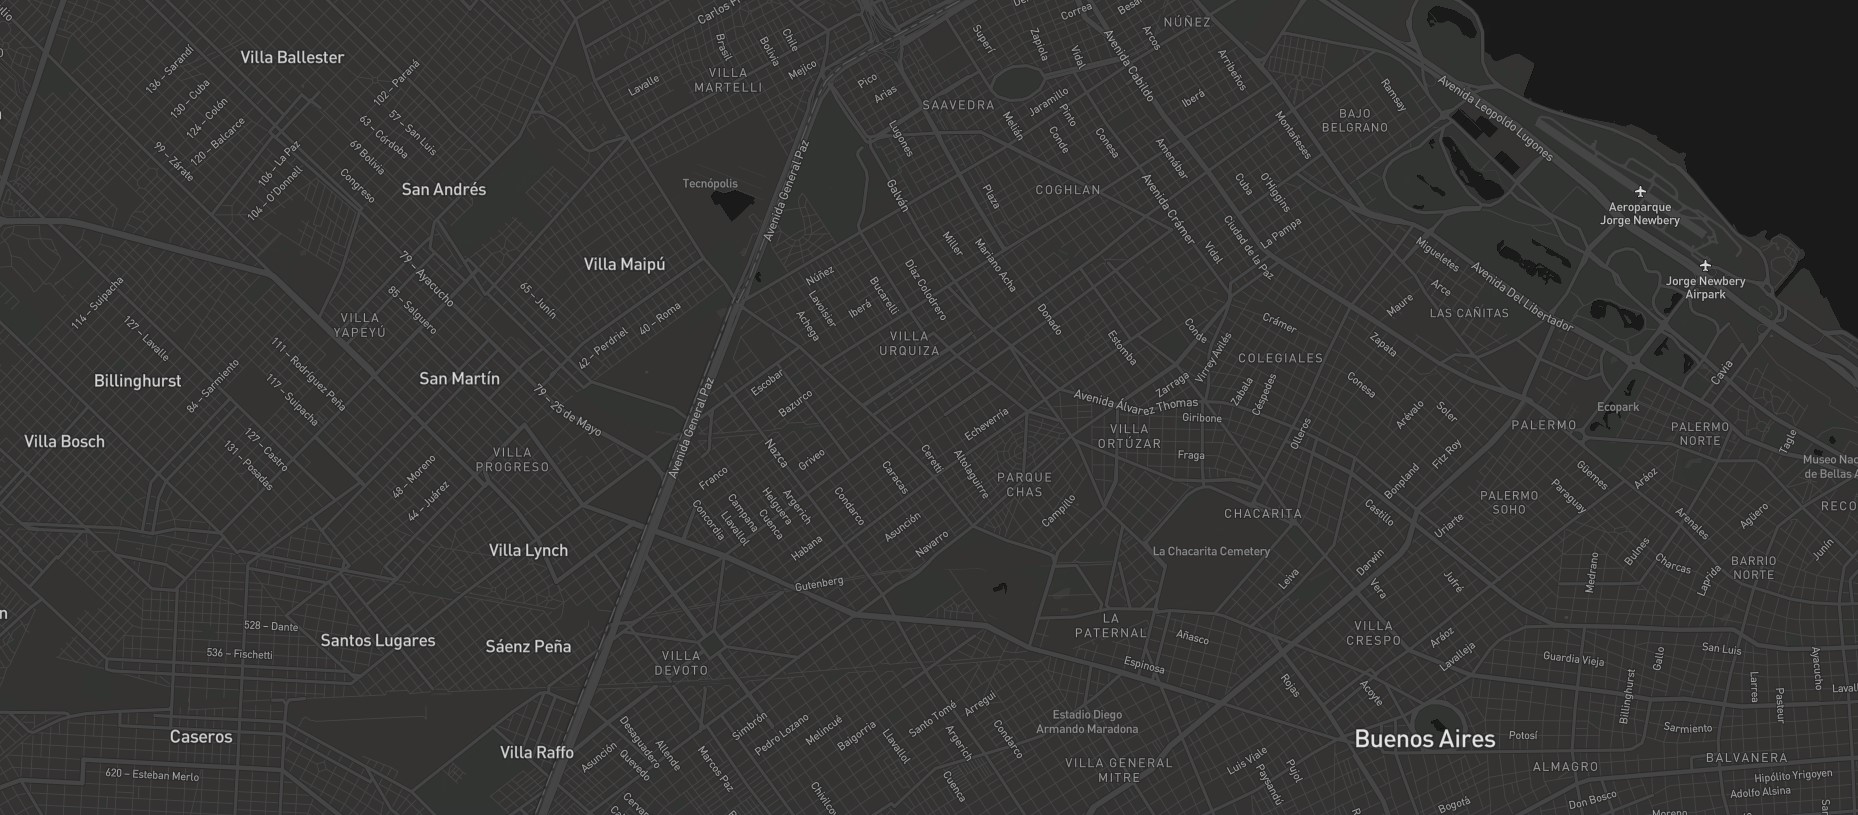 Carlos P
Correa
NÚÑEZ
Villa Ballester
136 – Sarandí
130 – Cuba
124 – Colón
120 – Balcarce
99 – Zárate
106 – La Paz
104 – O'Donnell
102 – Paraná
57 – San Luis
63 – Córdoba
69 Bolivia
Congreso
San Andrés
Brasil
Bolivia
Chile
Mejico
Lavalle
VILLA
MARTELLI
Tecnópolis
Avenida General Paz
Pico
Arias
Superí
Zapiola
Vidal
Avenida Cabildo
Arcos
Arribeños
SAAVEDRA
Jaramillo
Pinto
Melián
Conde
Conesa
Iberá
Amenábar
Montañeses
Ramsay
BAJO
BELGRANO
Avenida Leopoldo Lugones
Lugones
Galván
Plaza
COGHLAN
Avenida Crámer
Cuba
O'Higgins
La Pampa
Ciudad de la Paz
Vidal
Aeroparque
Jorge Newbery
Jorge Newbery
Airpark
Migueletes
Avenida Del Libertador
Arce
Maure
LAS CAÑITAS
Villa Maipú
79 – Ayacucho
85 – Salguero
65 – Junín
40 – Roma
42 – Perdriel
114 – Suipacha
127 – Lavalle
VILLA
YAPEYÚ
Núñez
Lavoisier
Achega
Iberá
Bucarelli
Díaz Colodrero
Miller
Mariano Acha
Donado
Estomba
VILLA
URQUIZA
Conde
Virrey Avilés
Crámer
COLEGIALES
Zapata
Billinghurst
84 – Sarmiento
111 – Rodríguez Peña
117 – Suipacha
San Martín
79 – 25 de Mayo
Avenida General Paz
Escobar
Bazurco
Zarraga
Zabala
Céspedes
Conesa
Avenida Álvarez Thomas
Giribone
Arévalo
Soler
Cavia
Ecopark
Villa Bosch
127 – Castro
131 – Posadas
48 – Moreno
44 – Juárez
VILLA
PROGRESO
Nazca
Griveo
Franco
Echeverría
Ceretti
Altolaguirre
Caracas
VILLA
ORTÚZAR
Fraga
Olleros
Fitz Roy
Bonpland
PALERMO
PALERMO
NORTE
Tagle
Museo Nac
de Bellas A
PARQUE
CHAS
Campillo
CHACARITA
Castillo
Uriarte
PALERMO
SOHO
Güemes
Paraguay
Aráoz
Arenales
Agüero
RECO
Concordia
Campana
Llavallol
Helguera
Cuenca
Argerich
Condarco
Habana
Asunción
Navarro
Villa Lynch
Gutenberg
La Chacarita Cemetery
Leiva
Darwin
Vera
Jufré
Medrano
Bulnes
Charcas
Laprida
BARRIO
NORTE
Junín
528 – Dante
Santos Lugares
Sáenz Peña
536 – Fischetti
VILLA
DEVOTO
LA
PATERNAL
Añasco
Espinosa
VILLA
CRESPO
Aráoz
Lavalleja
Guardia Vieja
Gallo
San Luis
Billinghurst
Larrea
Pasteur
Ayacucho
Laval
Rojas
Acoyte
Sarmiento
Caseros
Villa Raffo
620 – Esteban Merlo
Asunción
Desaguadero
Quevedo
Allende
Marcos Paz
Simbrón
Pedro Lozano
Melincué
Baigorria
Llavallol
Santo Tomé
Argerich
Arregui
Condarco
Cuenca
Estadio Diego
Armando Maradona
VILLA GENERAL
MITRE
Luis Viale
Paysandú
Pujol
Buenos Aires
Potosí
ALMAGRO
BALVANERA
Hipólito Yrigoyen
Adolfo Alsina
Don Bosco
Bogotá
Moreno